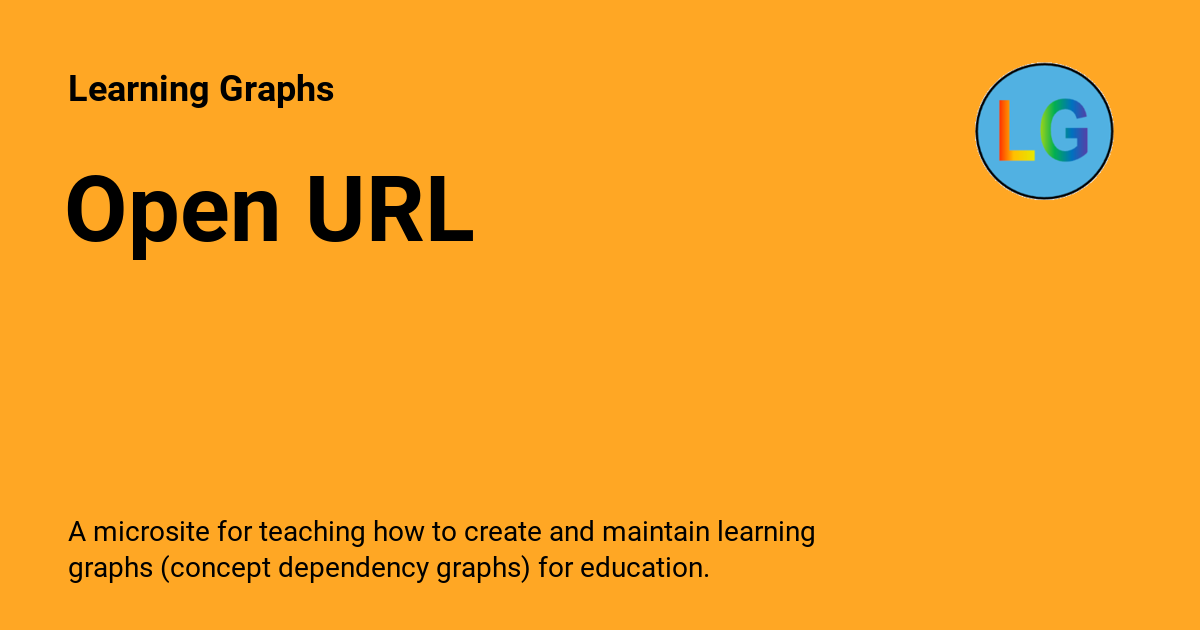 Learning Graphs
LG
Open URL
A microsite for teaching how to create and maintain learning
graphs (concept dependency graphs) for education.